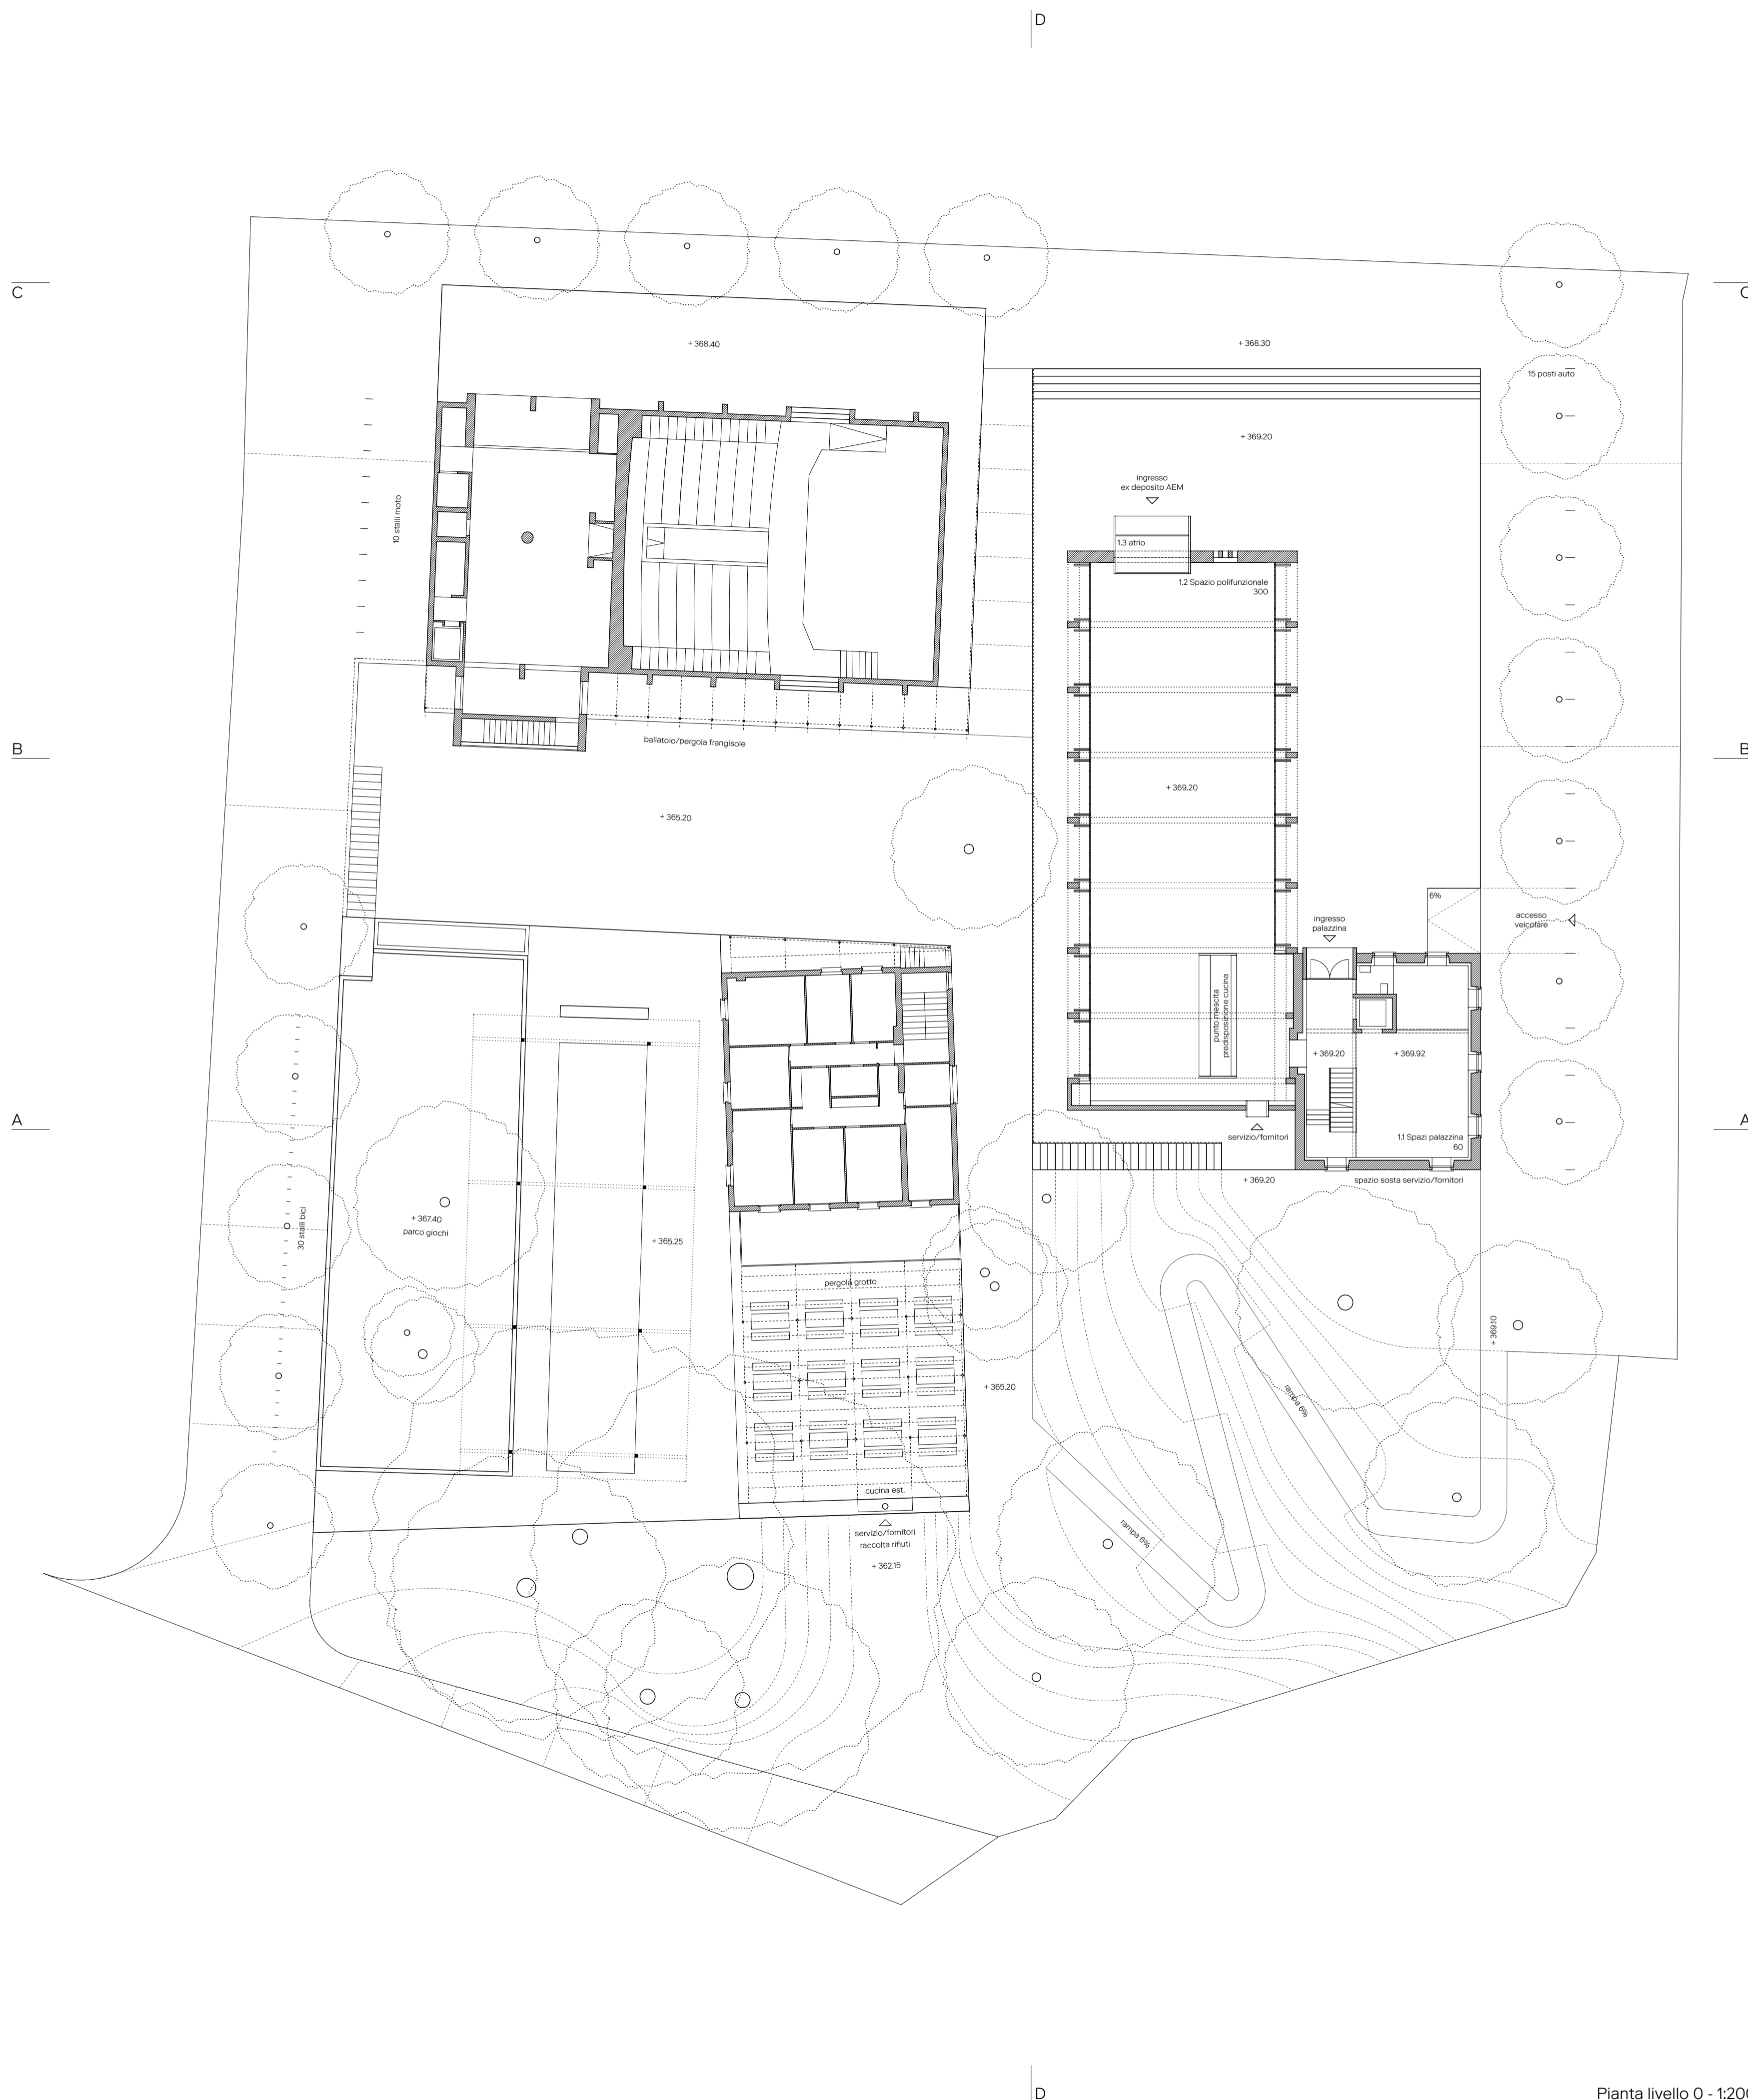 D
C
C
+ 368.40
+ 368.30
15 posti auto
+ 369.20
ingresso
ex deposito AEM
10 stalli moto
1.3 atrio
1.2 Spazio polifunzionale
300
B
B
ballatoio/pergola frangisole
+ 369.20
+ 365.20
6%
ingresso
palazzina
accesso
veicolare
punto mescita
predisposizione cucina
+ 369.20
+ 369.92
A
A
servizio/fornitori
1.1 Spazi palazzina
60
+ 369.20
spazio sosta servizio/fornitori
30 stalli bici
+ 367.40
parco giochi
+ 365.25
pergola grotto
+ 369.10
+ 365.20
rampa 6%
cucina est.
servizio/fornitori
raccolta rifiuti
rampa 6%
+ 362.15
D
Pianta livello 0 - 1:200